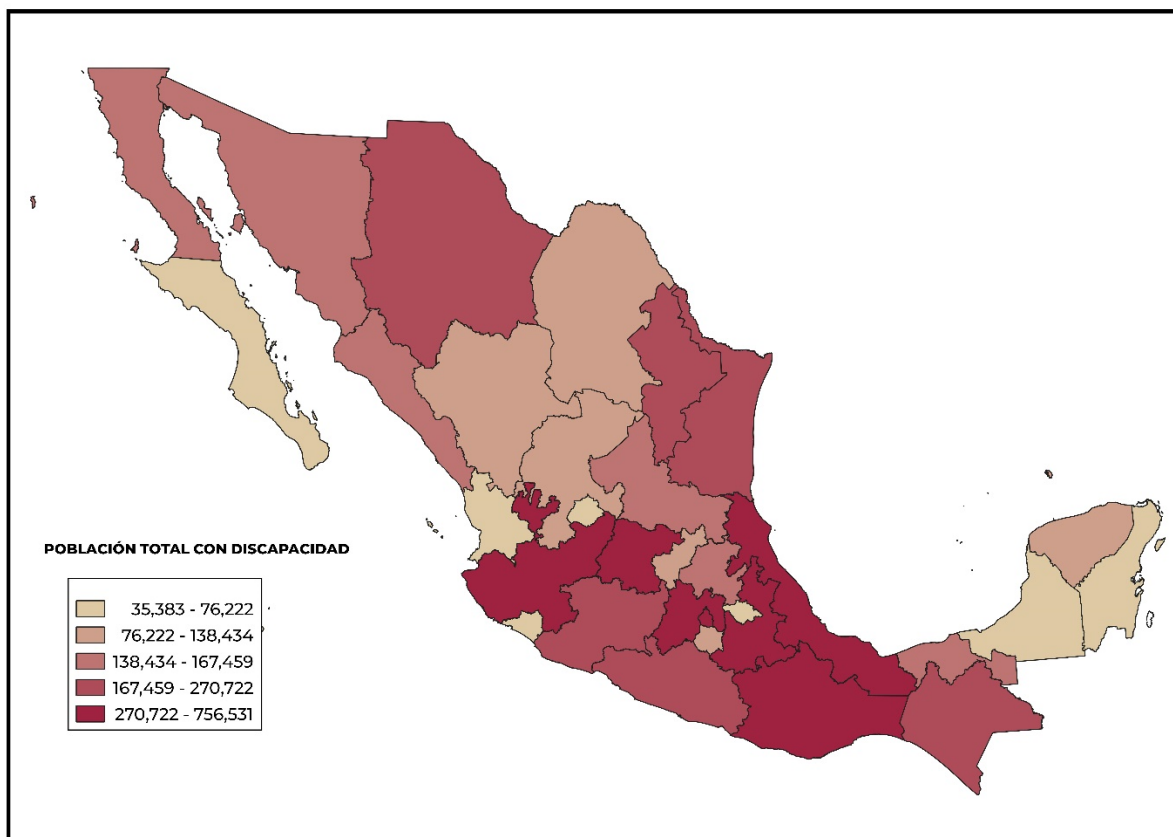 POBLACIÓN TOTAL CON DISCAPACIDAD
35,383 - 76,222
76,222 - 138,434
138,434 - 167,459
167,459 - 270,722
270,722 - 756,531